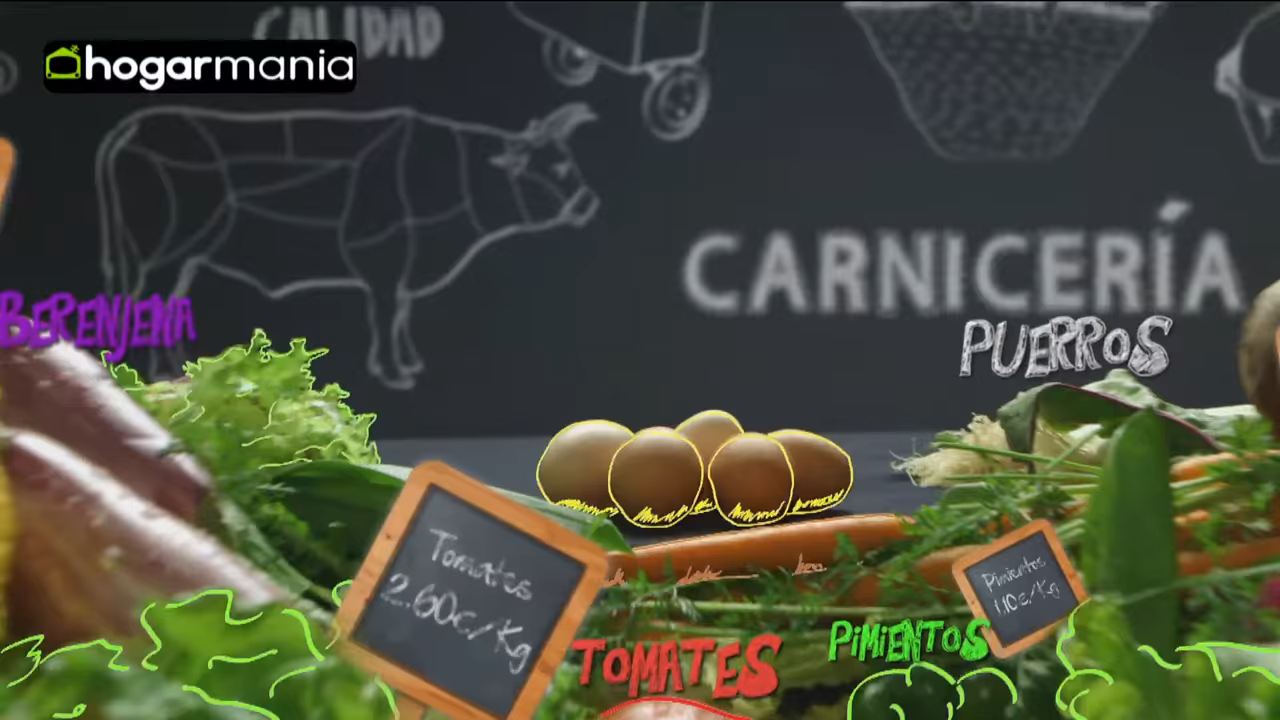 CALIDAD
hogarmania
CARNICERÍA
BERENJENA
PUERROS
Tomates
2.60€/Kg
Pimientos
1,10€/Kg
TOMATES
PiMiENTOS